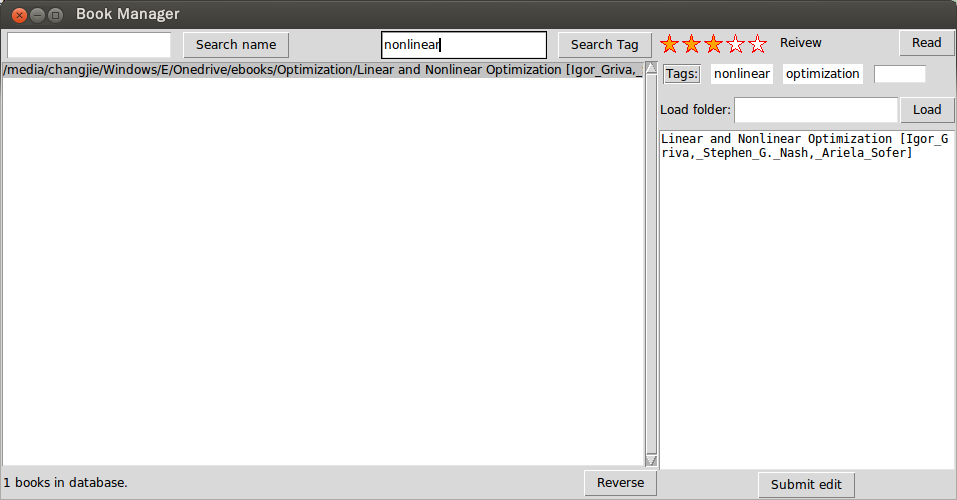 Book Manager
Search name
nonlinear
Search Tag
Reivew
Read
/media/changjie/Windows/E/Onedrive/ebooks/Optimization/Linear and Nonlinear Optimization [Igor_Griva,_
Tags:
nonlinear
optimization
Load folder:
Load
Linear and Nonlinear Optimization [Igor_G
riva,_Stephen_G._Nash,_Ariela_Sofer]
1 books in database.
Reverse
Submit edit